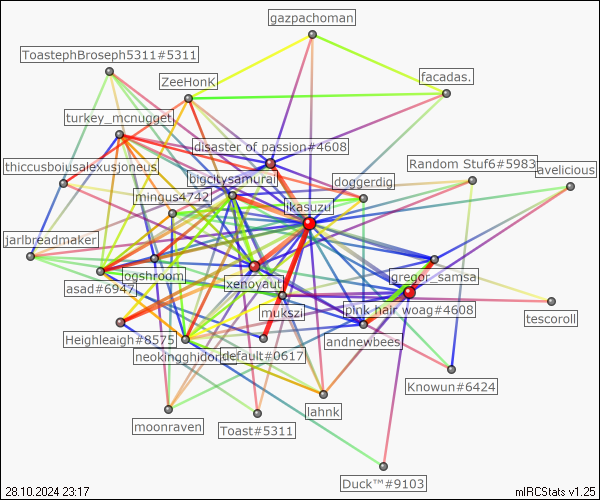 gazpachoman
ToastephBroseph5311#5311
facadas.
ZeeHonK
turkey_mcnugget
disaster of passion#4608
thiccusboiusalexusjoneus
Random Stuf6#5983
avelicious
bigcitysamurai
doggerdig
mingus4742
jkasuzu
jarlbreadmaker
ogshroom
gregor_samsa
asad#6947
xenoyaut
mukszi
pink hair woag#4608
tescoroll
Heighleaigh#8575
andnewbees
neokingghidorah
default#0617
Knowun#6424
lahnk
moonraven
Toast#5311
Duck™#9103
28.10.2024 23:17
mIRCStats v1.25